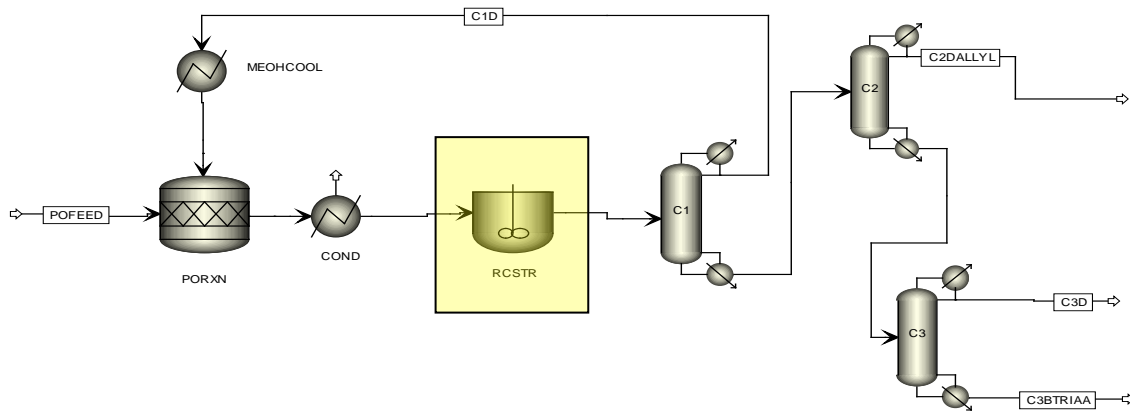 C1D
MEOHCOOL
C2
C2DALLYL
POFEED
PORXN
COND
RCSTR
C1
C3
C3D
C3BTRIAA